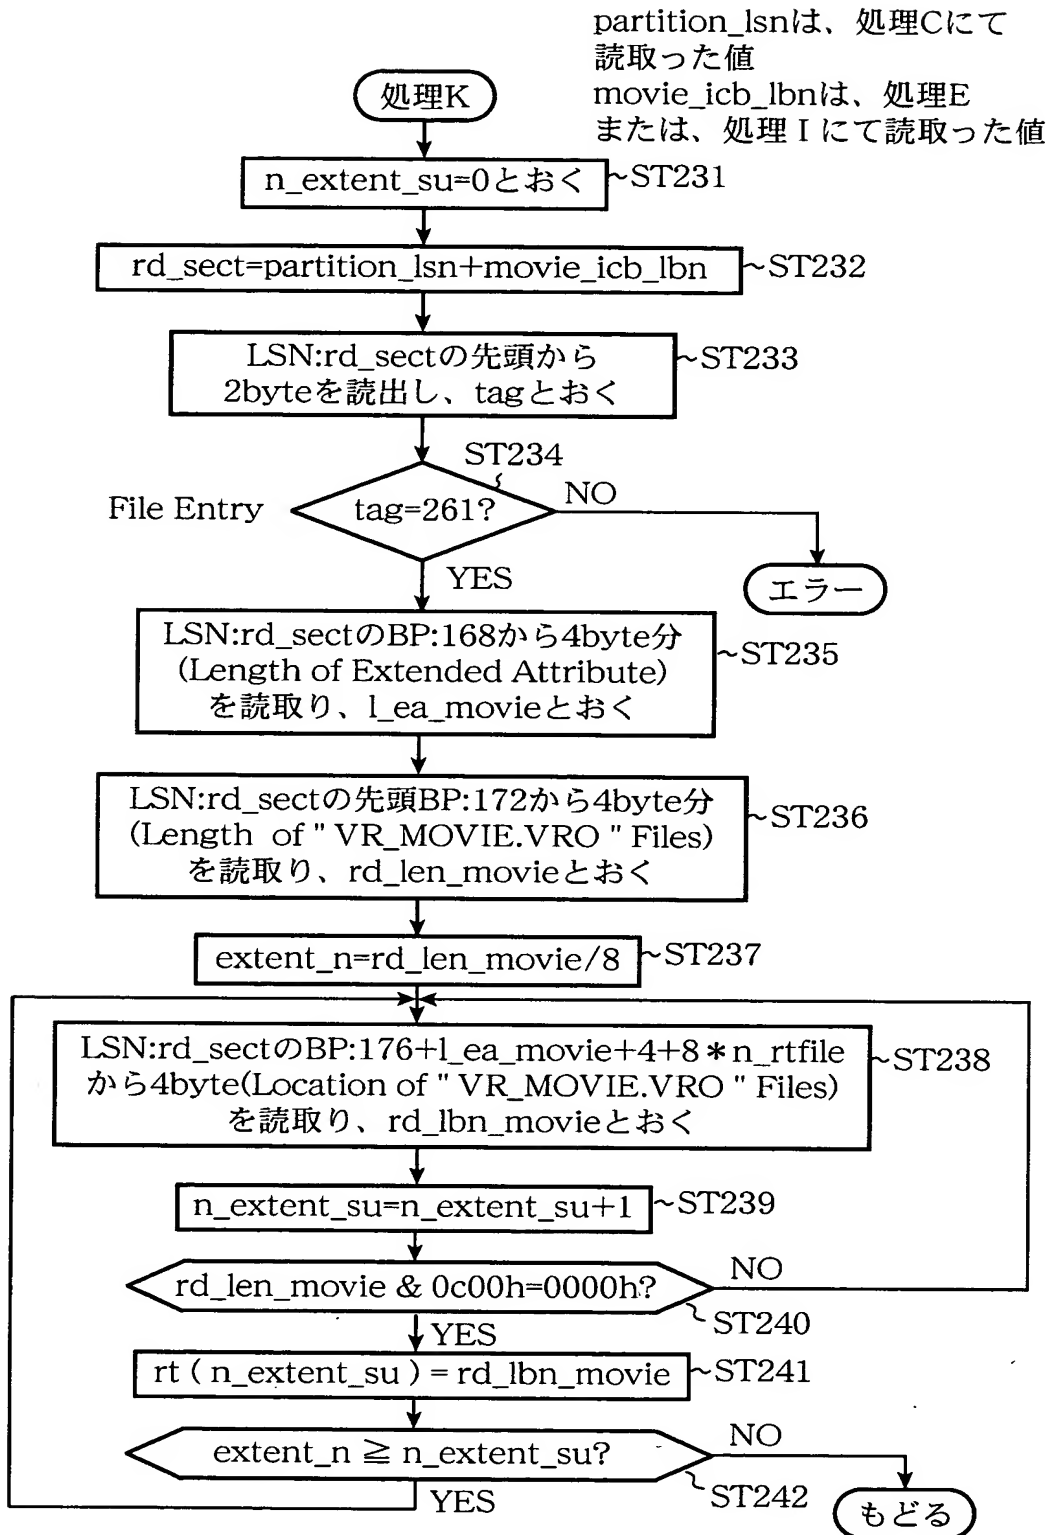 partition_lsnは、処理Cにて
読取った値
movie_icb_lbnは、処理E
または、処理Iにて読取った値
処理K
n_extent_su=0とおく
~ST231
rd_sect=partition_lsn+movie_icb_lbn
~ST232
LSN:rd_sectの先頭から
2byteを読出し、tagとおく
~ST233
ST234
File Entry
tag=261?
NO
YES
エラー
LSN:rd_sectのBP:168から4byte分
(Length of Extended Attribute)
を読取り、l_ea_movieとおく
~ST235
LSN:rd_sectの先頭BP:172から4byte分
(Length of " VR_MOVIE.VRO " Files)
を読取り、rd_len_movieとおく
~ST236
extent_n=rd_len_movie/8
~ST237
LSN:rd_sectのBP:176+l_ea_movie+4+8*n_rtfile
から4byte(Location of " VR_MOVIE.VRO " Files)
を読取り、rd_lbn_movieとおく
~ST238
n_extent_su=n_extent_su+1
~ST239
rd_len_movie & 0c00h=0000h?
NO
~ST240
YES
rt ( n_extent_su ) = rd_lbn_movie
~ST241
extent_n ≧ n_extent_su?
NO
~ST242
YES
もどる